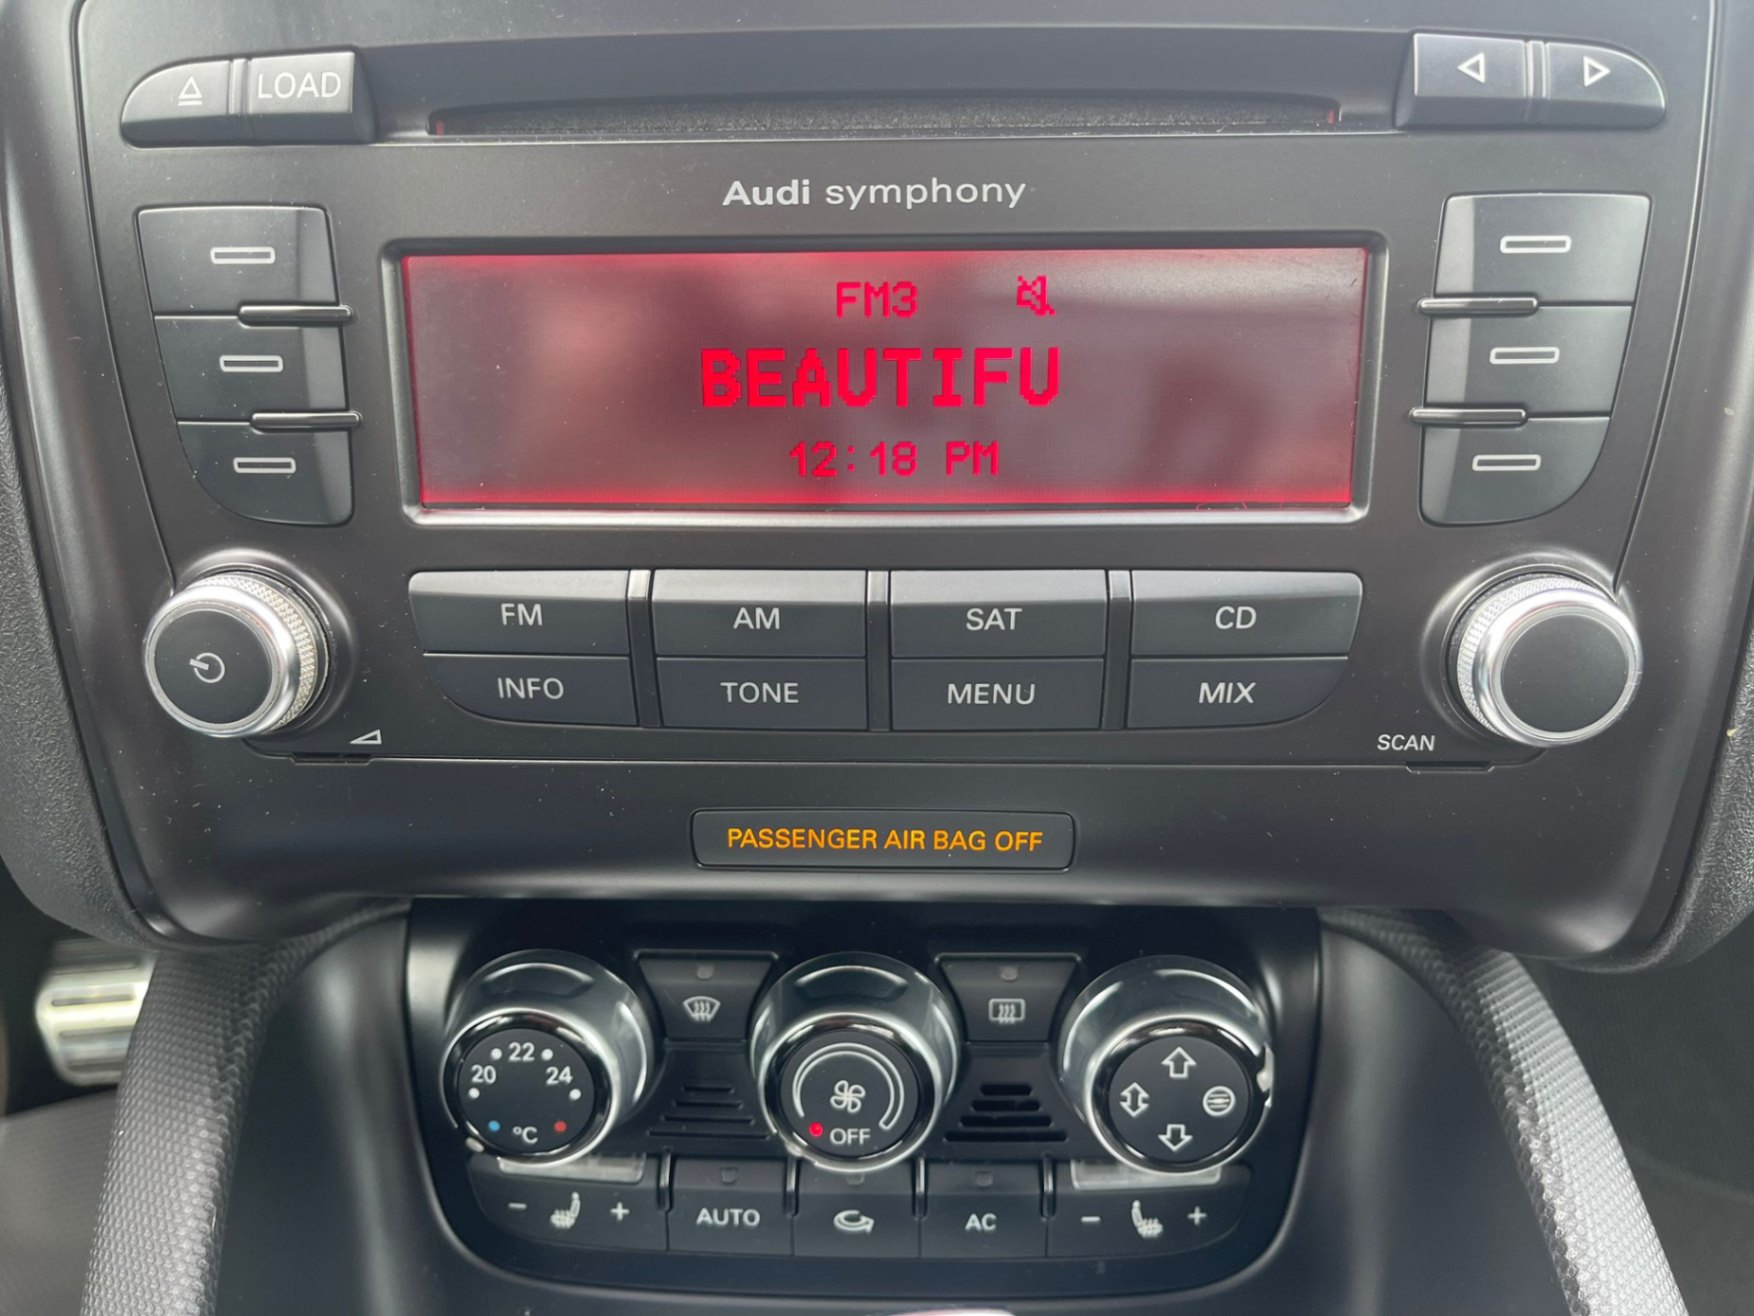 LOAD
Audi symphony
FM3
BEAUTIFU
12:18 PM
FM AM SAT CD
INFO TONE MENU MIX
SCAN
PASSENGER AIR BAG OFF
22
20 24
°C
OFF
- +
AUTO
AC
- +